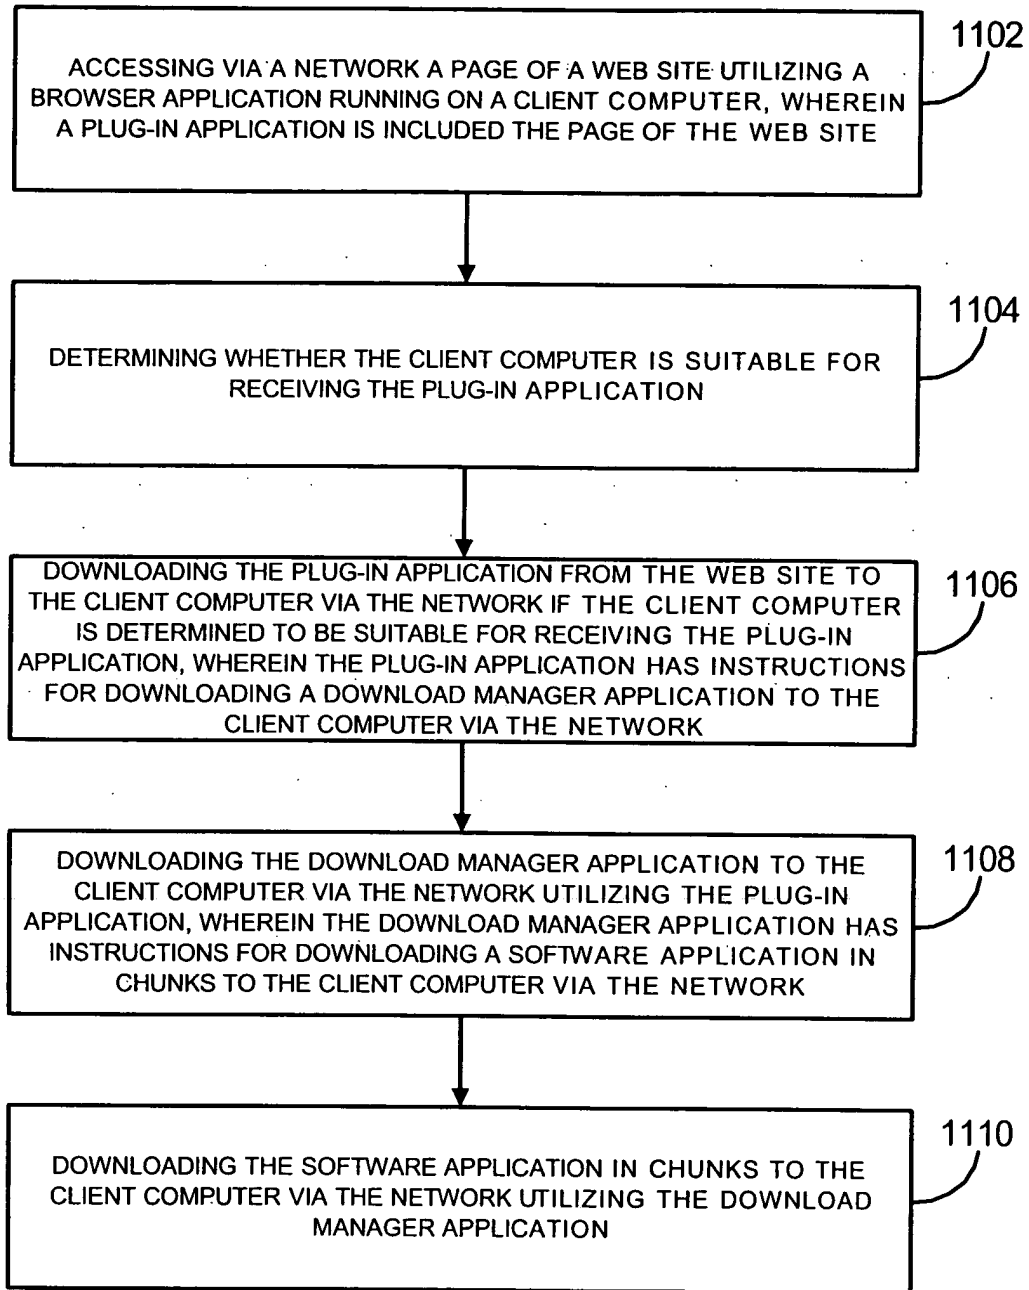 1102
ACCESSING VIA A NETWORK A PAGE OF A WEB SITE UTILIZING A
BROWSER APPLICATION RUNNING ON A CLIENT COMPUTER, WHEREIN
A PLUG-IN APPLICATION IS INCLUDED THE PAGE OF THE WEB SITE
1104
DETERMINING WHETHER THE CLIENT COMPUTER IS SUITABLE FOR
RECEIVING THE PLUG-IN APPLICATION
1106
DOWNLOADING THE PLUG-IN APPLICATION FROM THE WEB SITE TO
THE CLIENT COMPUTER VIA THE NETWORK IF THE CLIENT COMPUTER
IS DETERMINED TO BE SUITABLE FOR RECEIVING THE PLUG-IN
APPLICATION, WHEREIN THE PLUG-IN APPLICATION HAS INSTRUCTIONS
FOR DOWNLOADING A DOWNLOAD MANAGER APPLICATION TO THE
CLIENT COMPUTER VIA THE NETWORK
1108
DOWNLOADING THE DOWNLOAD MANAGER APPLICATION TO THE
CLIENT COMPUTER VIA THE NETWORK UTILIZING THE PLUG-IN
APPLICATION, WHEREIN THE DOWNLOAD MANAGER APPLICATION HAS
INSTRUCTIONS FOR DOWNLOADING A SOFTWARE APPLICATION IN
CHUNKS TO THE CLIENT COMPUTER VIA THE NETWORK
1110
DOWNLOADING THE SOFTWARE APPLICATION IN CHUNKS TO THE
CLIENT COMPUTER VIA THE NETWORK UTILIZING THE DOWNLOAD
MANAGER APPLICATION